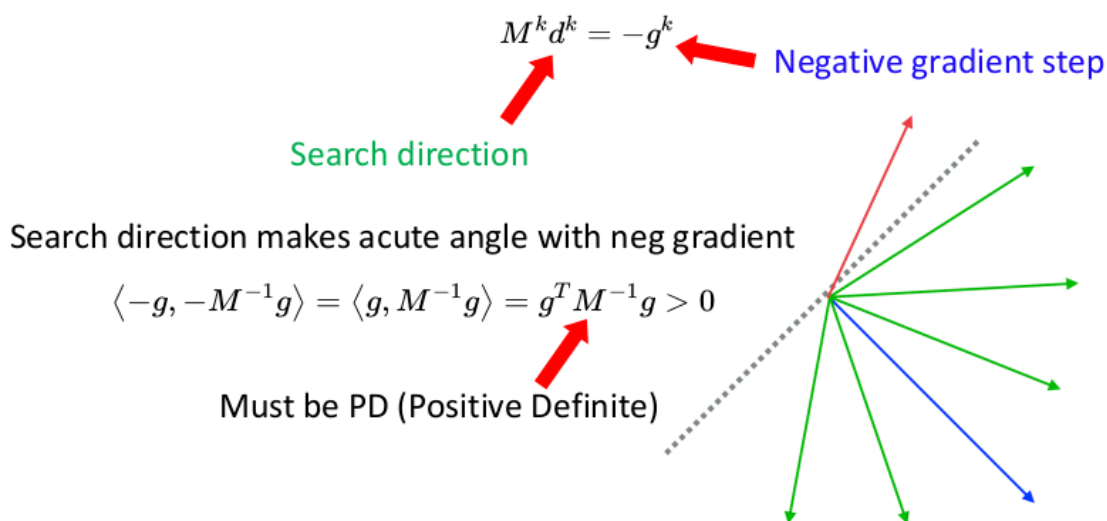 M^k d^k = −g^k
Negative gradient step
Search direction
Search direction makes acute angle with neg gradient
⟨−g, −M^{−1}g⟩ = ⟨g, M^{−1}g⟩ = g^T M^{−1}g > 0
Must be PD (Positive Definite)